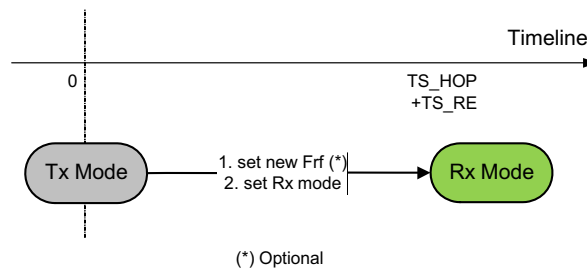 Timeline
0
TS_HOP
+TS_RE
Tx Mode
1. set new Frf (*)
2. set Rx mode
Rx Mode
(*) Optional